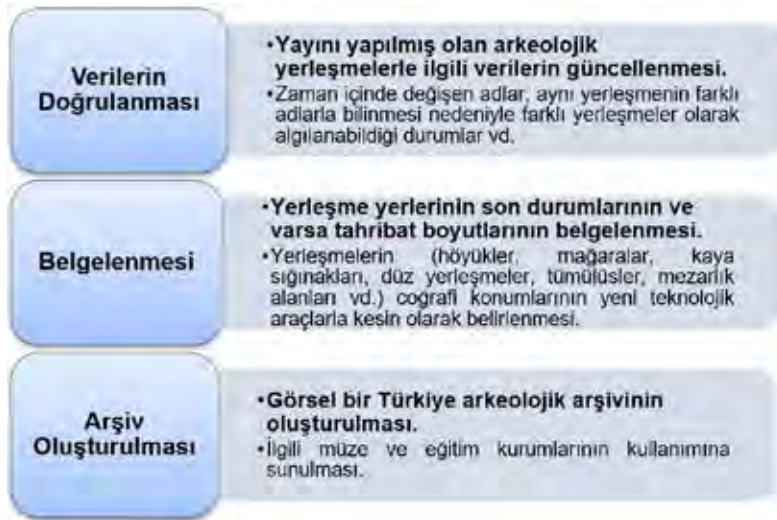 Verilerin
Doğrulanması
•Yayını yapılmış olan arkeolojik
yerleşmelerle ilgili verilerin güncellenmesi.
•Zaman içinde değişen adlar, aynı yerleşmenin farklı
adlarla bilinmesi nedeniyle farklı yerleşmeler olarak
algılanabildiği durumlar vd.
Belgelenmesi
•Yerleşme yerlerinin son durumlarının ve
varsa tahribat boyutlarının belgelenmesi.
•Yerleşmelerin (höyükler, mağaralar, kaya
sığınakları, düz yerleşmeler, tümülüsler, mezarlık
alanları vd.) coğrafi konumlarının yeni teknolojik
araçlarla kesin olarak belirlenmesi.
Arşiv
Oluşturulması
•Görsel bir Türkiye arkeolojik arşivinin
oluşturulması.
•İlgili müze ve eğitim kurumlarının kullanımına
sunulması.